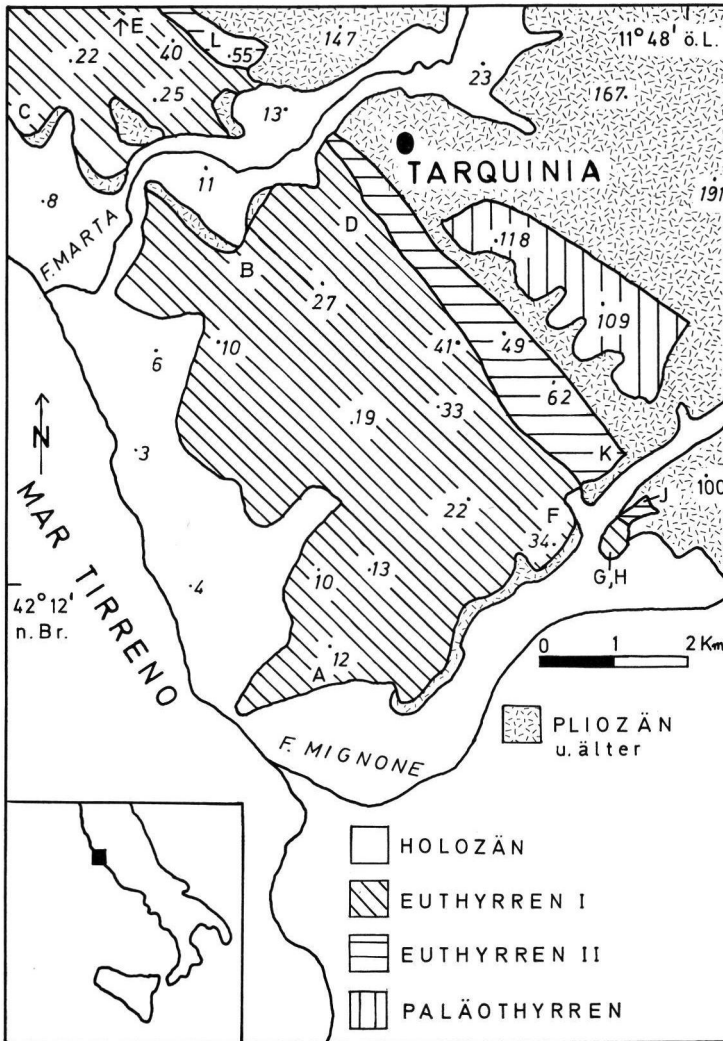 E
.22
40
L
.55
147
11° 48' ö.L.
23
167.
C
.25
13.
TARQUINIA
191
11
.8
F. MARTA
D
.118
B
27
109
.10
41.
49
6
62
.19
.33
.3
K
N
100
22
J
F
34.
MAR TIRRENO
G,H
.13
10
.4
42° 12'
n. Br.
0 1 2 Km
12
A
PLIOZÄN
u. älter
F. MIGNONE
HOLOZÄN
EUTHYRREN I
EUTHYRREN II
PALÄOTHYRREN